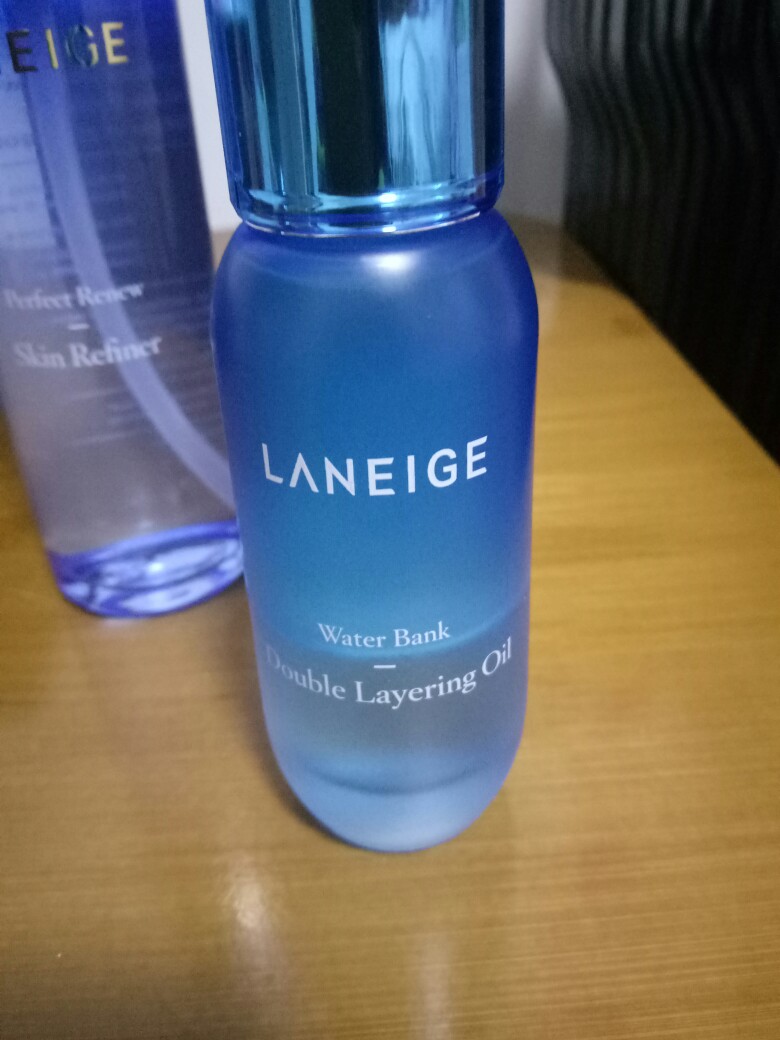 EIGE
Perfect Renew
Skin Refiner
LANEIGE
Water Bank
Double Layering Oil